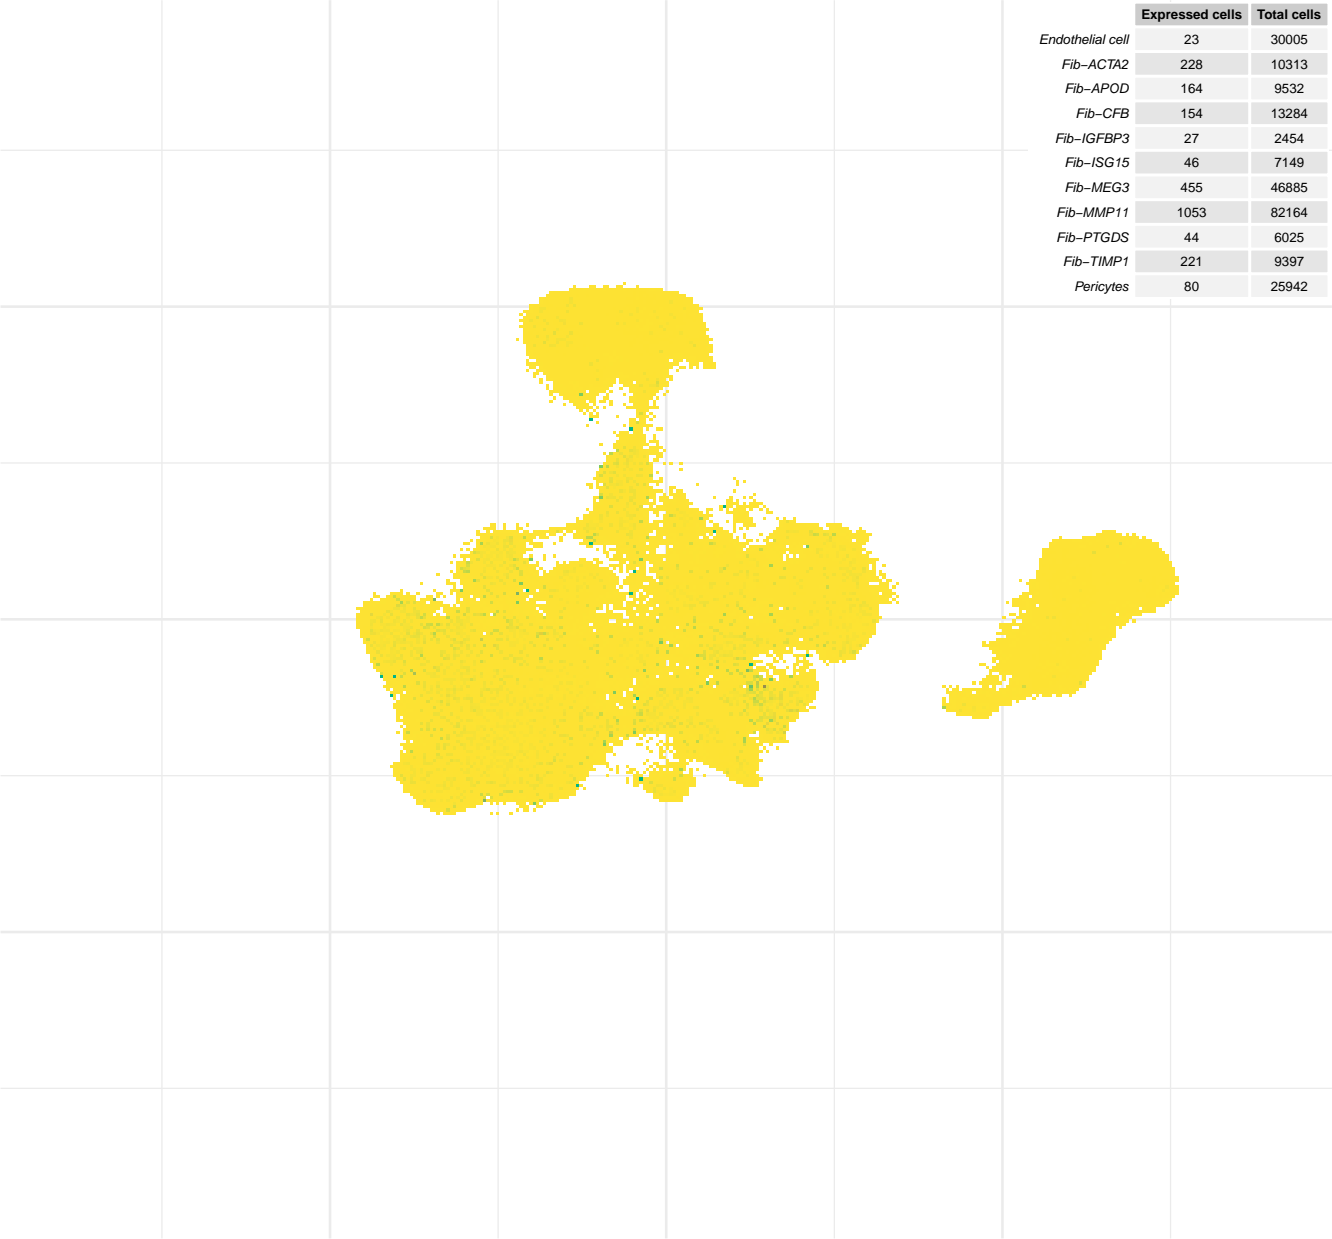 Expressed cells Total cells
Endothelial cell 23 30005
Fib−ACTA2 228 10313
Fib−APOD 164 9532
Fib−CFB 154 13284
Fib−IGFBP3 27 2454
Fib−ISG15 46 7149
Fib−MEG3 455 46885
Fib−MMP11 1053 82164
Fib−PTGDS 44 6025
Fib−TIMP1 221 9397
Pericytes 80 25942